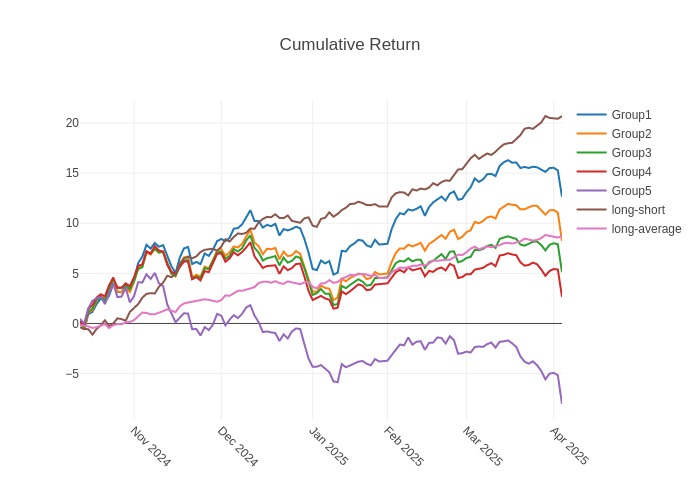 Cumulative Return
20
15
10
5
0
−5
Nov 2024
Dec 2024
Jan 2025
Feb 2025
Mar 2025
Apr 2025
Group1
Group2
Group3
Group4
Group5
long-short
long-average